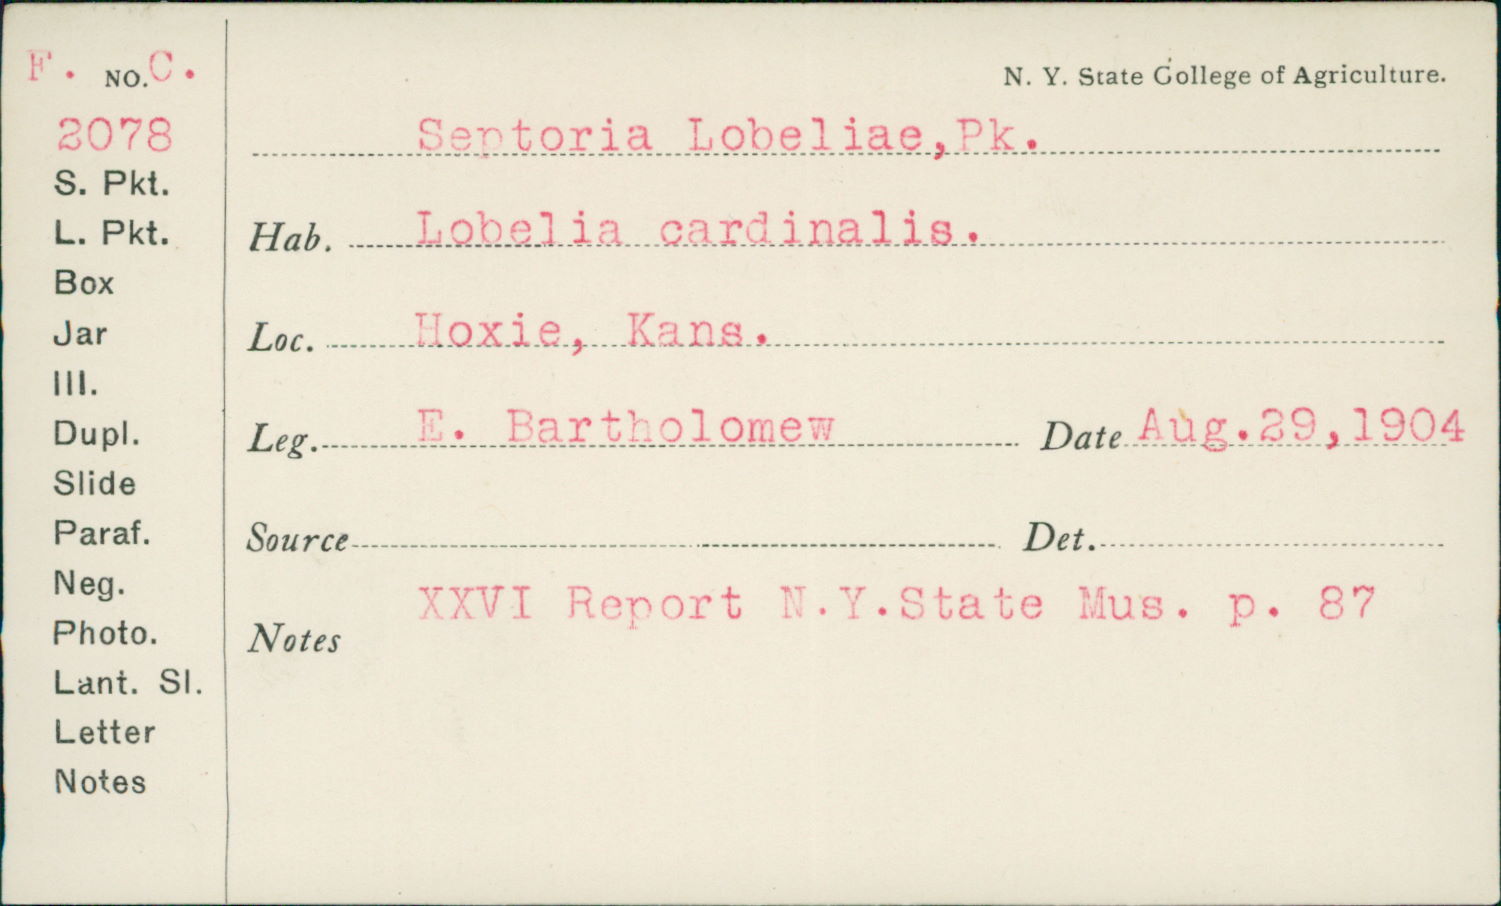 F. NO. C.
2078
S. Pkt.
L. Pkt.
Box
Jar
Ill.
Dupl.
Slide
Paraf.
Neg.
Photo.
Lant. Sl.
Letter
Notes
N. Y. State College of Agriculture.
Septoria Lobeliae,Pk.
Hab. Lobelia cardinalis.
Loc. Hoxie, Kans.
Leg. E. Bartholomew Date Aug.29,1904
Source Det.
XXVI Report N.Y.State Mus. p. 87
Notes